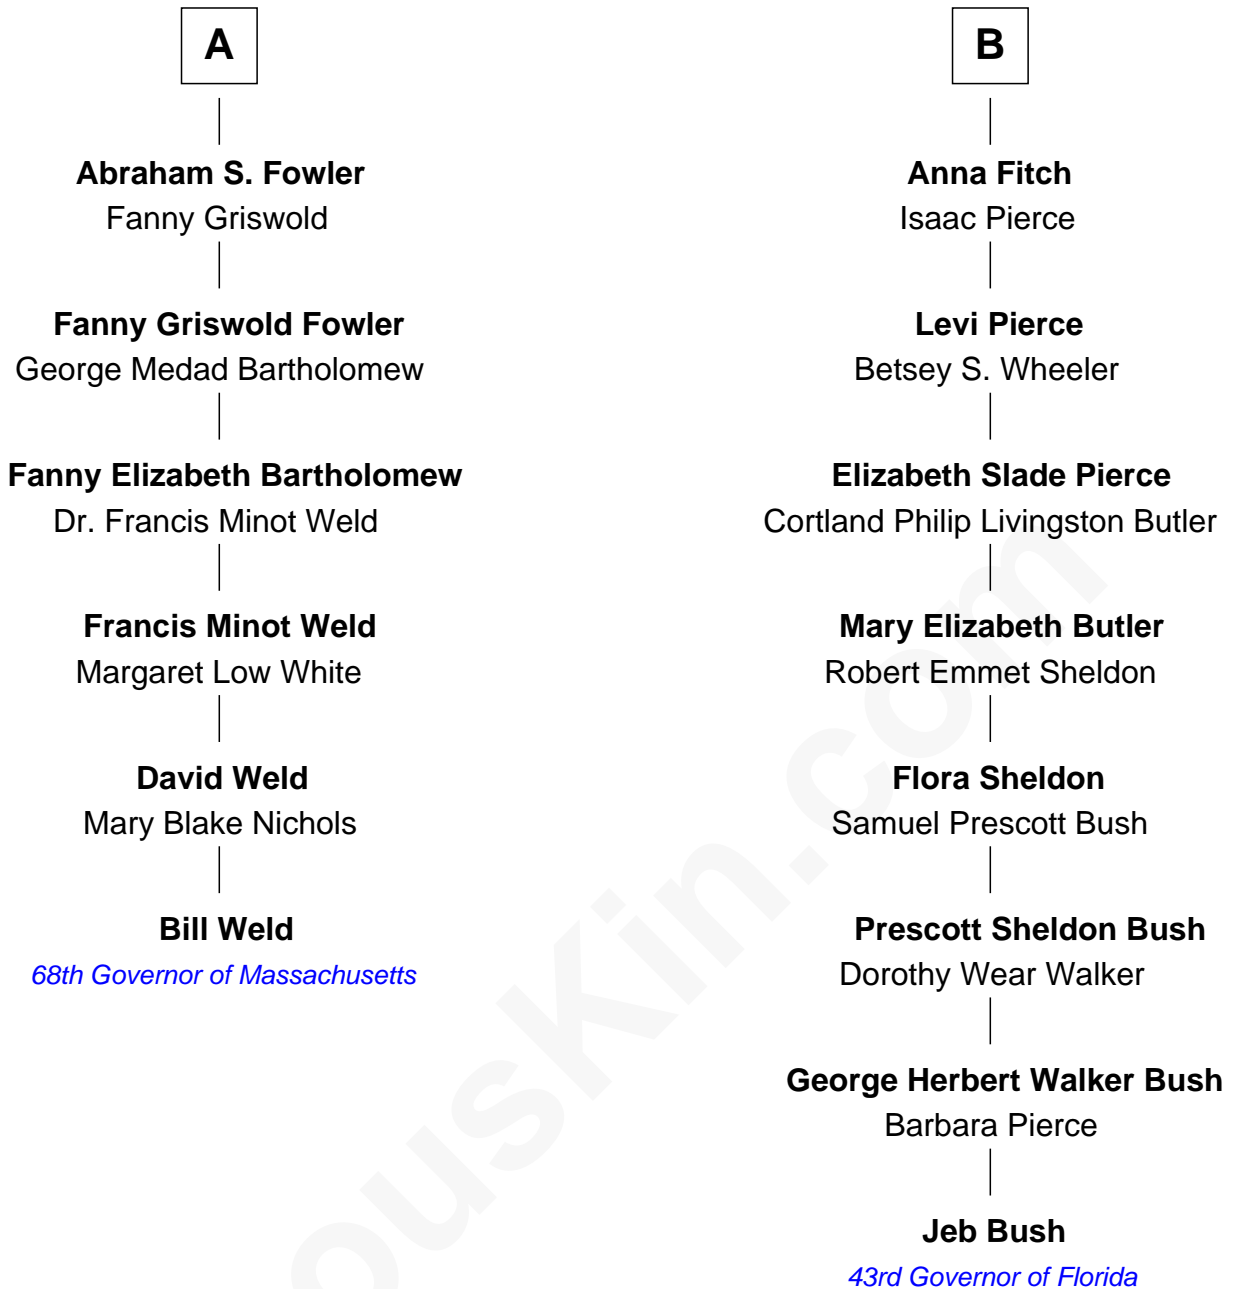 A
Abraham S. Fowler
Fanny Griswold
Fanny Griswold Fowler
George Medad Bartholomew
Fanny Elizabeth Bartholomew
Dr. Francis Minot Weld
Francis Minot Weld
Margaret Low White
David Weld
Mary Blake Nichols
Bill Weld
68th Governor of Massachusetts
B
Anna Fitch
Isaac Pierce
Levi Pierce
Betsey S. Wheeler
Elizabeth Slade Pierce
Cortland Philip Livingston Butler
Mary Elizabeth Butler
Robert Emmet Sheldon
Flora Sheldon
Samuel Prescott Bush
Prescott Sheldon Bush
Dorothy Wear Walker
George Herbert Walker Bush
Barbara Pierce
Jeb Bush
43rd Governor of Florida
ousKin.com